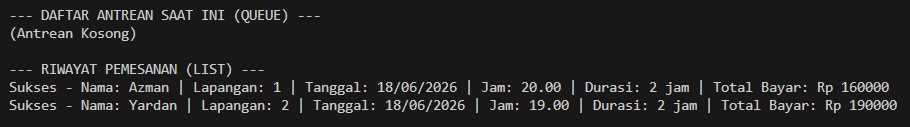 --- DAFTAR ANTREAN SAAT INI (QUEUE) ---
(Antrean Kosong)
--- RIWAYAT PEMESANAN (LIST) ---
Sukses - Nama: Azman | Lapangan: 1 | Tanggal: 18/06/2026 | Jam: 20.00 | Durasi: 2 jam | Total Bayar: Rp 160000
Sukses - Nama: Yardan | Lapangan: 2 | Tanggal: 18/06/2026 | Jam: 19.00 | Durasi: 2 jam | Total Bayar: Rp 190000